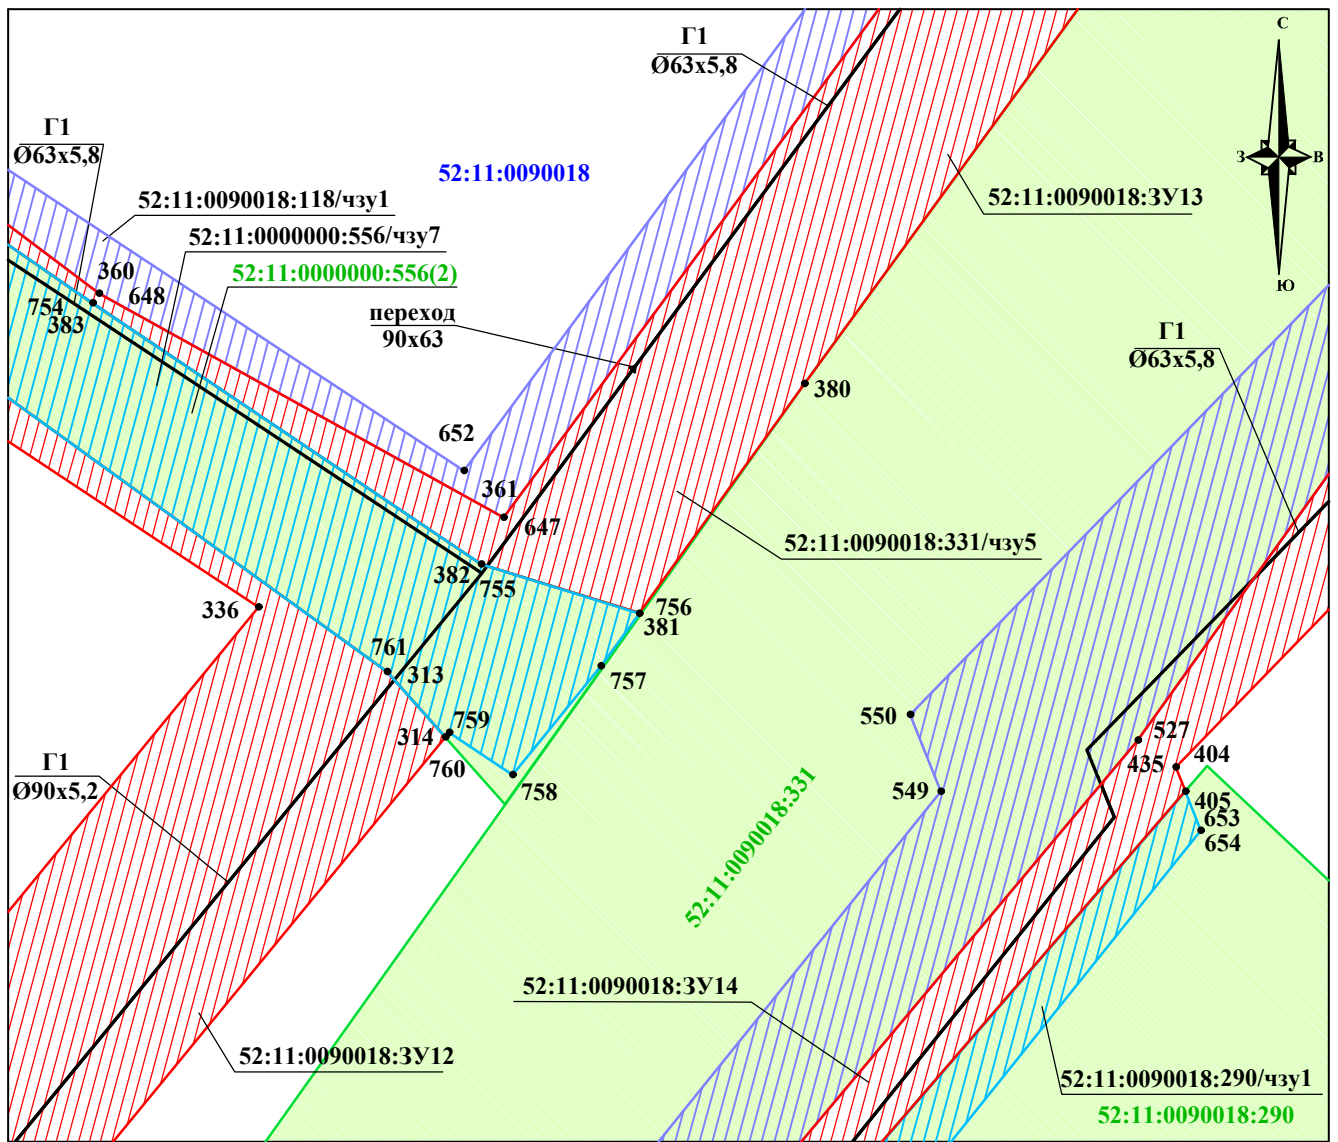 С
Г1
Ø63x5,8
Г1
Ø63x5,8
З
В
52:11:0090018
52:11:0090018:118/чзу1
52:11:0090018:ЗУ13
52:11:0000000:556/чзу7
52:11:0000000:556(2)
360
648
754
383
Ю
переход
90x63
Г1
Ø63x5,8
380
652
361
647
52:11:0090018:331/чзу5
382
755
336
756
381
761
313
757
550
759
314
760
527
435
404
Г1
Ø90x5,2
758
549
405
653
654
52:11:0090018:331
52:11:0090018:ЗУ14
52:11:0090018:ЗУ12
52:11:0090018:290/чзу1
52:11:0090018:290